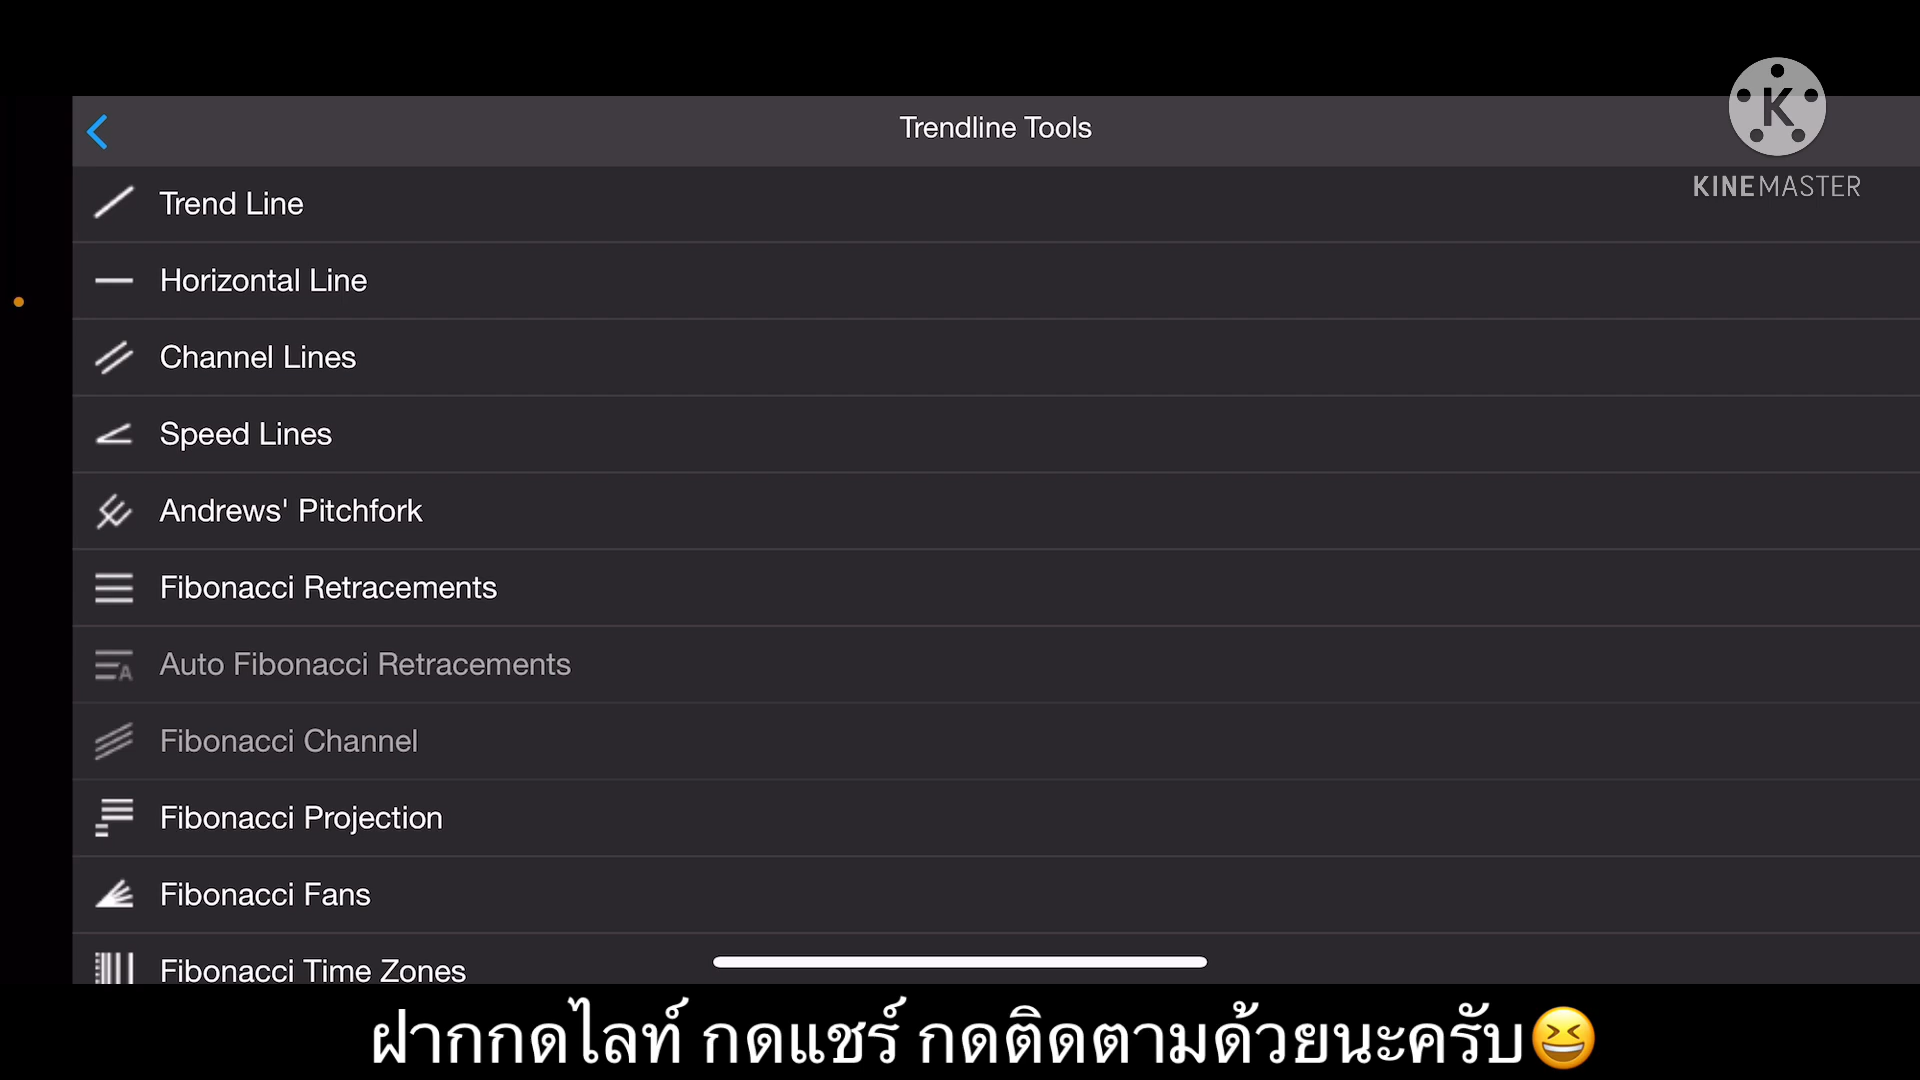 Trendline Tools
K
KINEMASTER
Trend Line
Horizontal Line
Channel Lines
Speed Lines
Andrews' Pitchfork
Fibonacci Retracements
A
Auto Fibonacci Retracements
Fibonacci Channel
Fibonacci Projection
Fibonacci Fans
Fibonacci Time Zones
ฝากกดไลท์ กดแชร์ กดติดตามด้วยนะครับ😆